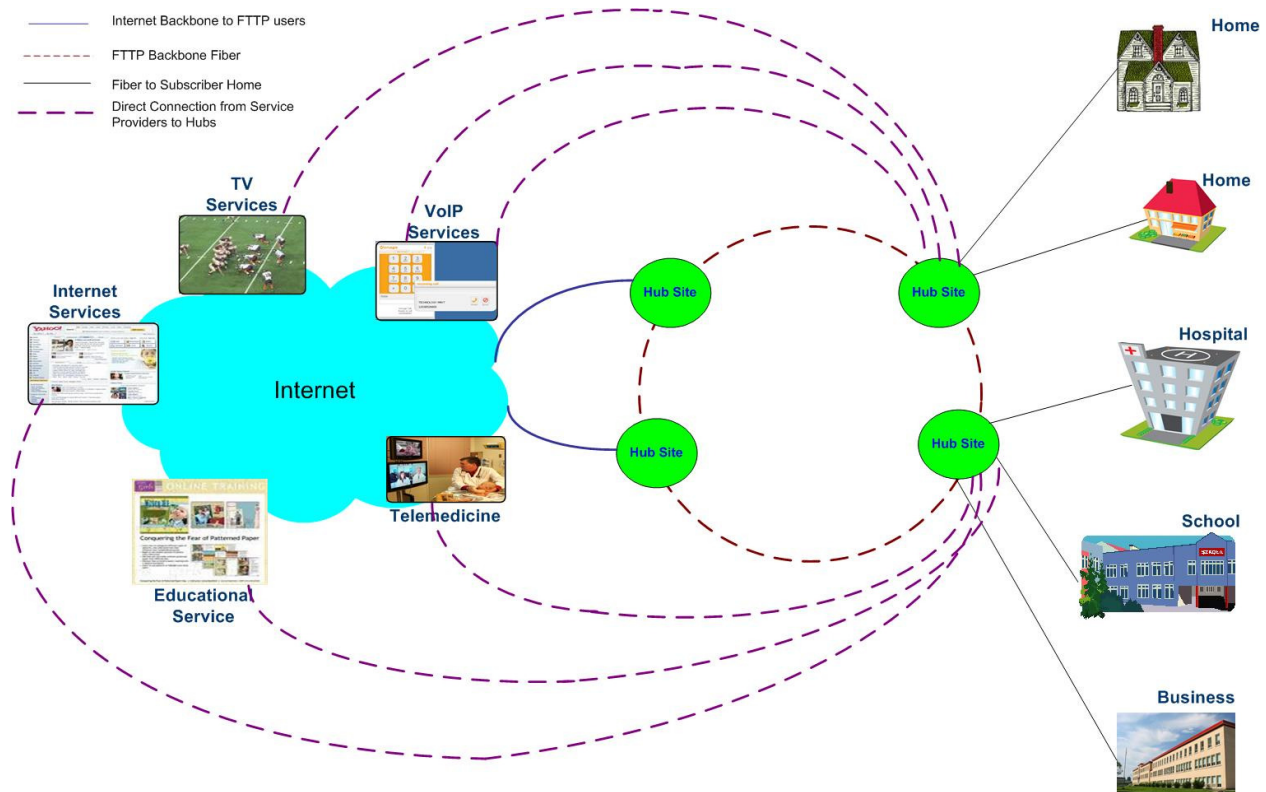 Internet Backbone to FTTP users
FTTP Backbone Fiber
Fiber to Subscriber Home
Direct Connection from Service
Providers to Hubs
Home
TV
Services
VoIP
Services
Home
Internet
Services
YAHOO!
Hub Site
Hub Site
Hospital
H
Internet
Hub Site
Hub Site
ONLINE TRAINING
Telemedicine
Conquering the Fear of Patterned Paper
School
Educational
Service
Business